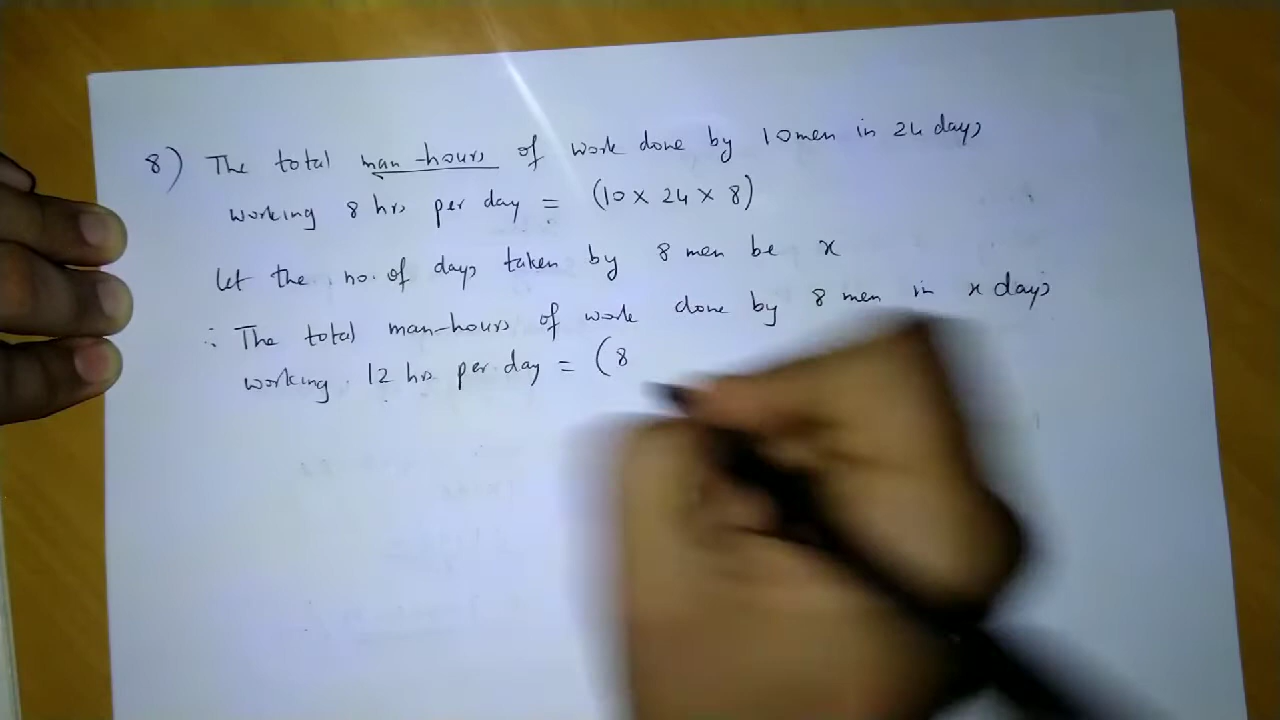 8) The total man-hours of work done by 10 men in 24 days
working 8 hrs per day = (10 × 24 × 8)
let the no. of days taken by 8 men be x
∴ The total man-hours of work done by 8 men in x days
working 12 hrs per day = (8